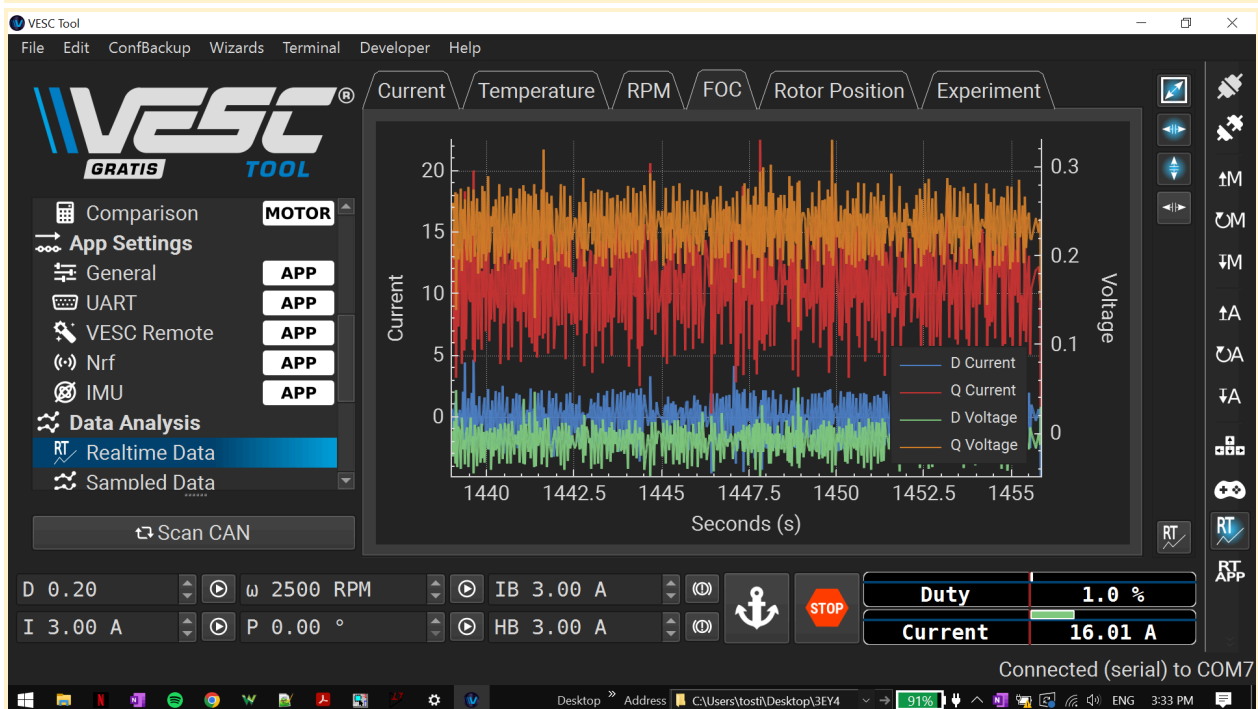 VESC Tool
File Edit ConfBackup Wizards Terminal Developer Help
VESC®
GRATIS TOOL
Current Temperature RPM FOC Rotor Position Experiment
Comparison MOTOR
App Settings
General APP
UART APP
VESC Remote APP
Nrf APP
IMU APP
Data Analysis
RT Realtime Data
Sampled Data
Scan CAN
Current
20
15
10
5
0
0.3
0.2
0.1
0
Voltage
D Current
Q Current
D Voltage
Q Voltage
1440 1442.5 1445 1447.5 1450 1452.5 1455
Seconds (s)
RT
M
M
M
A
A
A
RT
RT
APP
D 0.20 ω 2500 RPM IB 3.00 A
I 3.00 A P 0.00 ° HB 3.00 A
STOP
Duty 1.0 %
Current 16.01 A
Connected (serial) to COM7
Desktop » Address C:\Users\tosti\Desktop\3EY4 91% ENG 3:33 PM